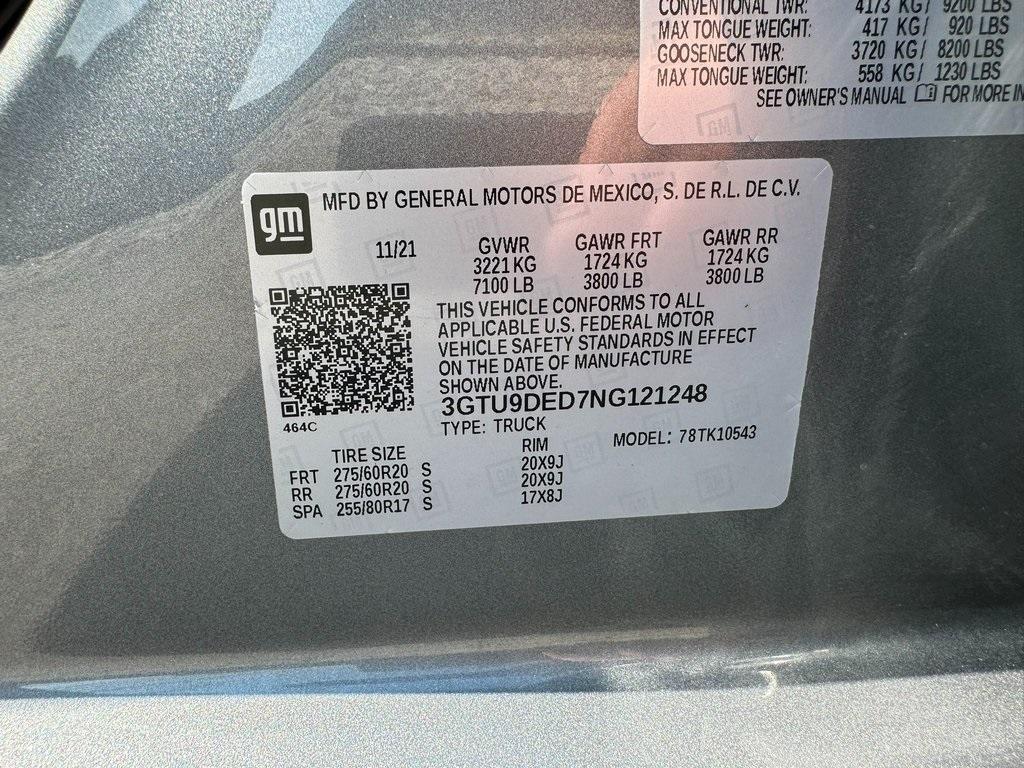 CONVENTIONAL TWR: 4173 KG/ 9200 LBS
MAX TONGUE WEIGHT: 417 KG/ 920 LBS
GOOSENECK TWR: 3720 KG/ 8200 LBS
MAX TONGUE WEIGHT: 558 KG/ 1230 LBS
SEE OWNER'S MANUAL FOR MORE IN
gm
MFD BY GENERAL MOTORS DE MEXICO, S. DE R.L. DE C.V.
11/21 GVWR GAWR FRT GAWR RR
3221 KG 1724 KG 1724 KG
7100 LB 3800 LB 3800 LB
THIS VEHICLE CONFORMS TO ALL
APPLICABLE U.S. FEDERAL MOTOR
VEHICLE SAFETY STANDARDS IN EFFECT
ON THE DATE OF MANUFACTURE
SHOWN ABOVE.
3GTU9DED7NG121248
464C
TYPE: TRUCK
MODEL: 78TK10543
TIRE SIZE RIM
FRT 275/60R20 S 20X9J
RR 275/60R20 S 20X9J
SPA 255/80R17 S 17X8J